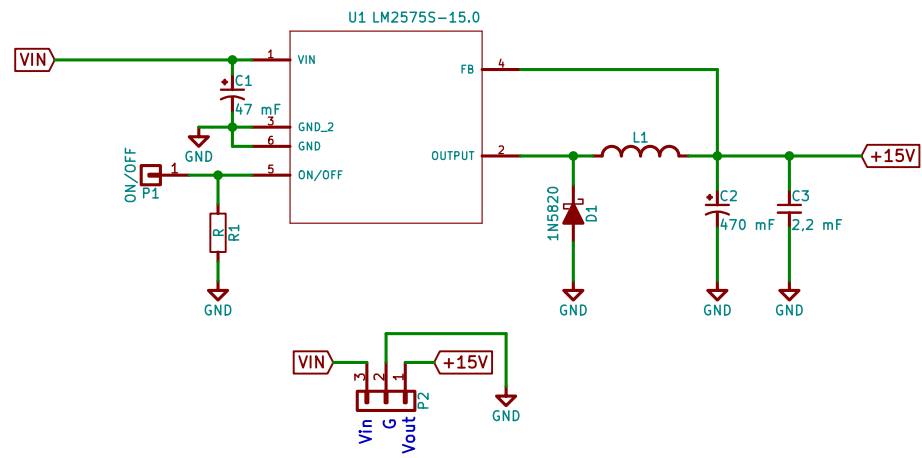 U1 LM2575S-15.0
VIN
1
VIN
4
FB
C1
47 mF
3
GND_2
GND
6
GND
2
OUTPUT
L1
+15V
ON/OFF
P1
1
5
ON/OFF
R
R1
GND
1N5820
D1
GND
C2
470 mF
GND
C3
2,2 mF
GND
VIN
+15V
3
2
1
P2
GND
Vin
G
Vout